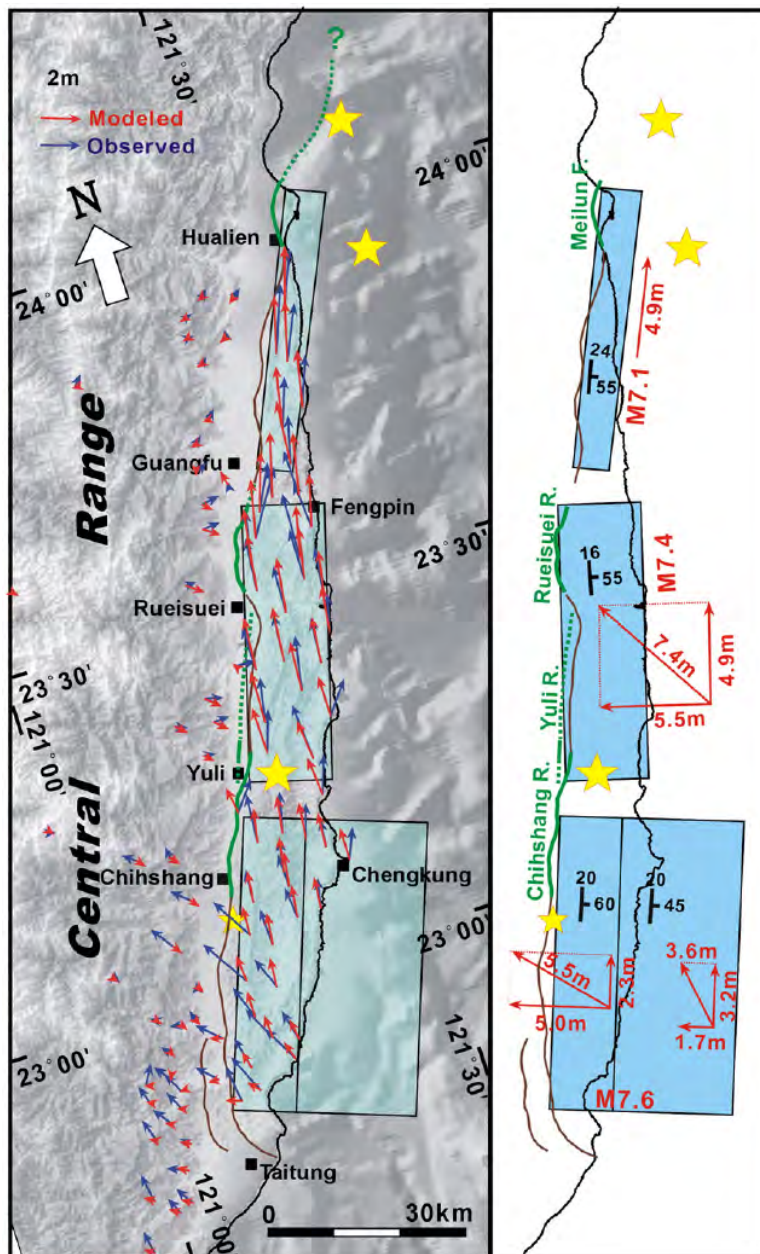 121°30'
?
2m
Modeled
Observed
N
24°00'
Hualien
24°00'
Range
Guangfu
Fengpin
23°30'
Rueisuei
23°30'
121°00'
Yuli
Central
Chihshang
Chengkung
23°00'
23°00'
121°30'
Taitung
121°00'
0 30km
Meilun F.
4.9m
24
55
M7.1
Rueisuei R.
16
55
M7.4
7.4m
4.9m
5.5m
Yuli R.
Chihshang R.
20
60
20
45
5.5m
2.3m
5.0m
3.6m
3.2m
1.7m
M7.6